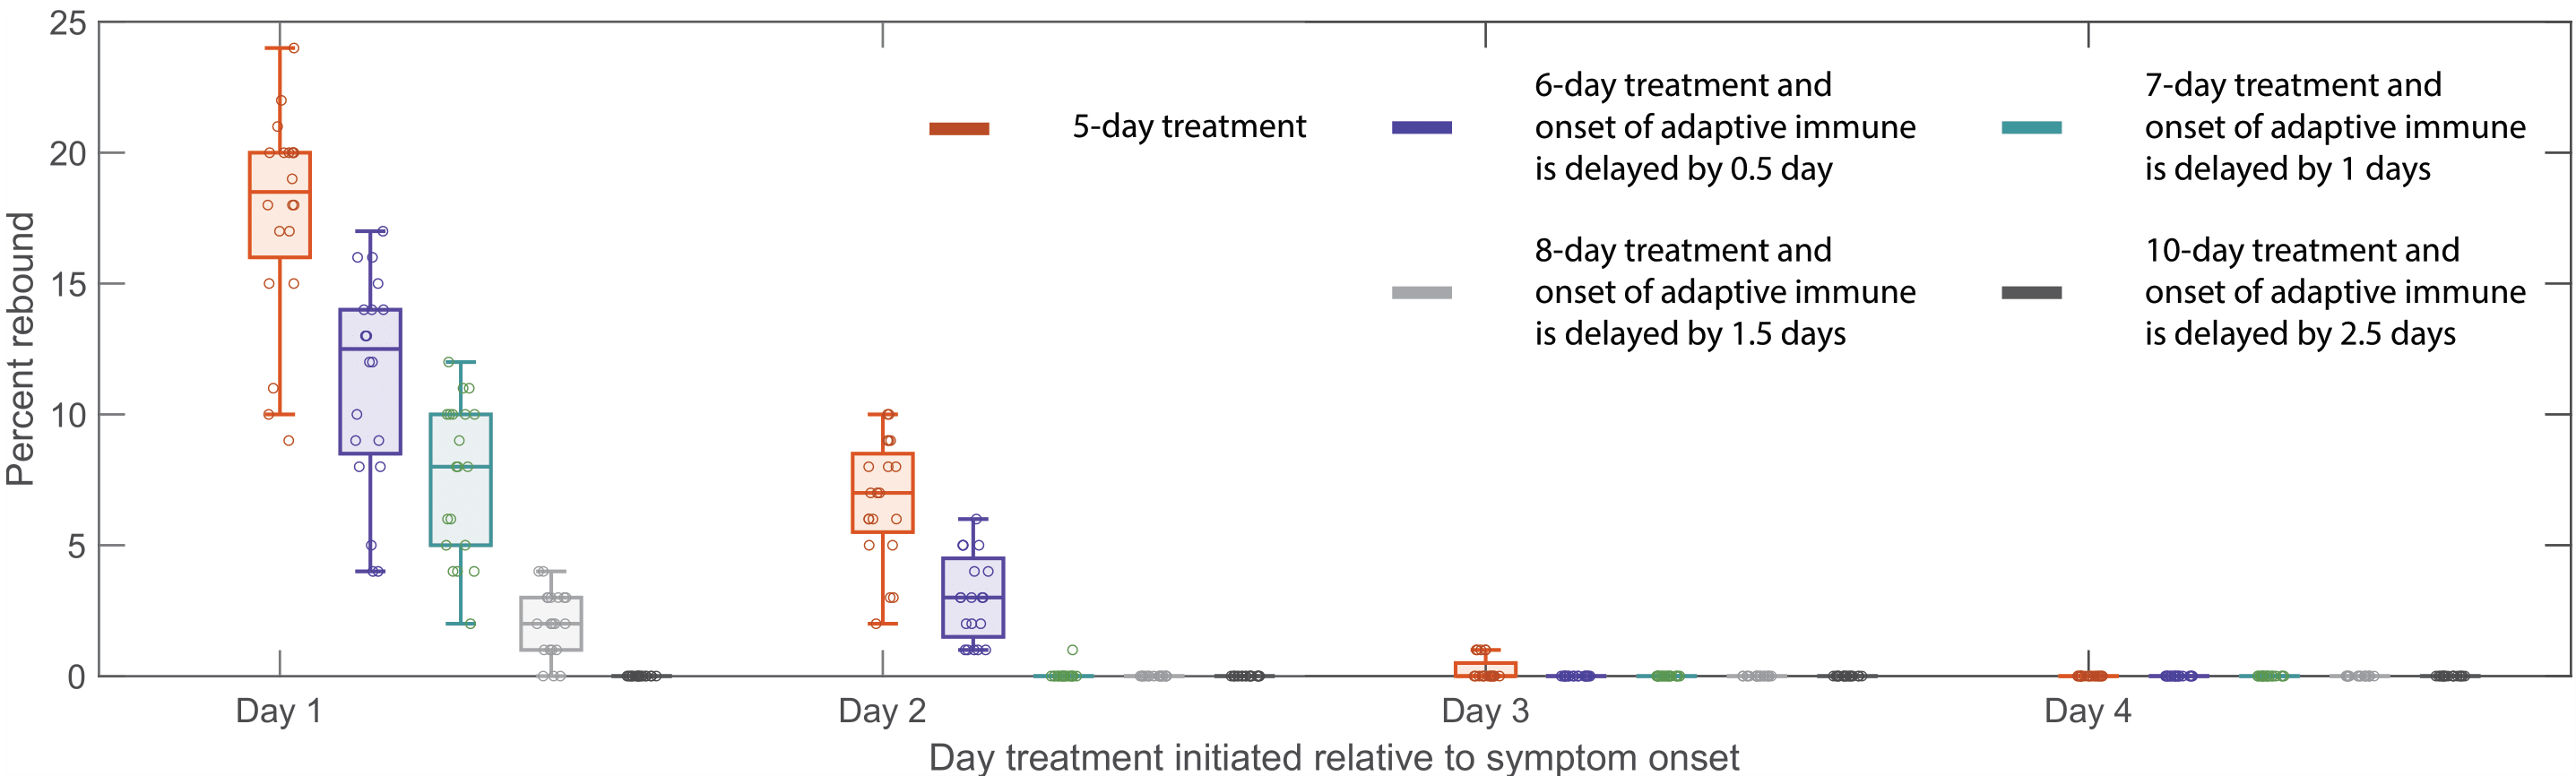 25
20
15
10
5
0
Percent rebound
5-day treatment
6-day treatment and
onset of adaptive immune
is delayed by 0.5 day
7-day treatment and
onset of adaptive immune
is delayed by 1 days
8-day treatment and
onset of adaptive immune
is delayed by 1.5 days
10-day treatment and
onset of adaptive immune
is delayed by 2.5 days
Day 1
Day 2
Day 3
Day 4
Day treatment initiated relative to symptom onset